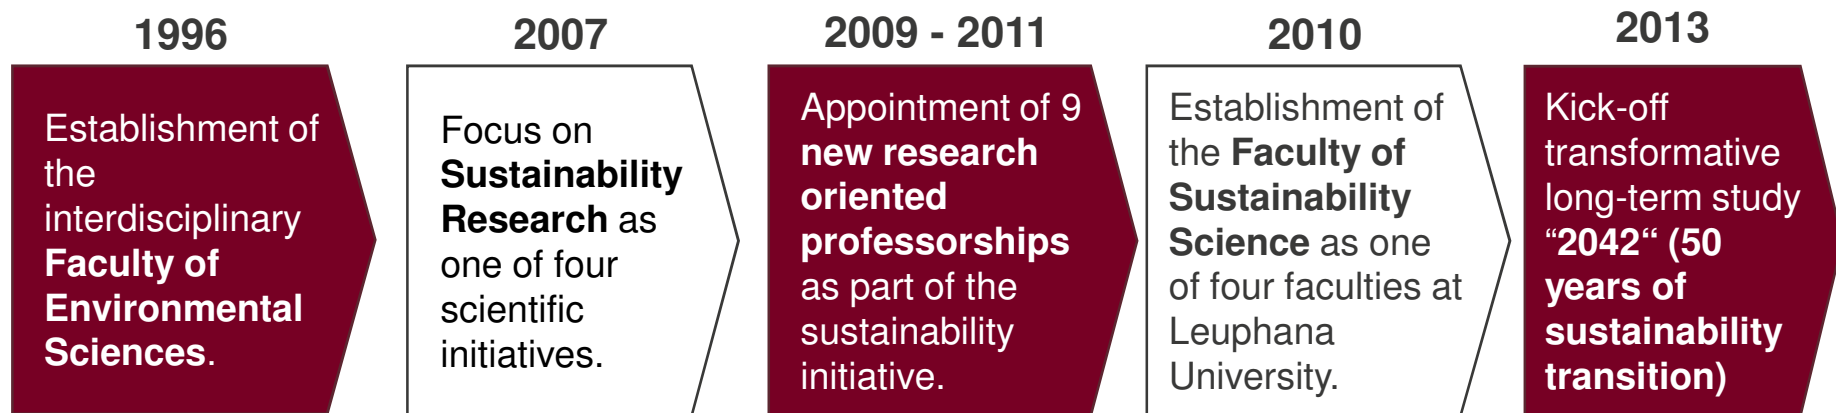 1996
Establishment of
the
interdisciplinary
Faculty of
Environmental
Sciences.
2007
Focus on
Sustainability
Research as
one of four
scientific
initiatives.
2009 - 2011
Appointment of 9
new research
oriented
professorships
as part of the
sustainability
initiative.
2010
Establishment of
the Faculty of
Sustainability
Science as one
of four faculties at
Leuphana
University.
2013
Kick-off
transformative
long-term study
“2042“ (50
years of
sustainability
transition)